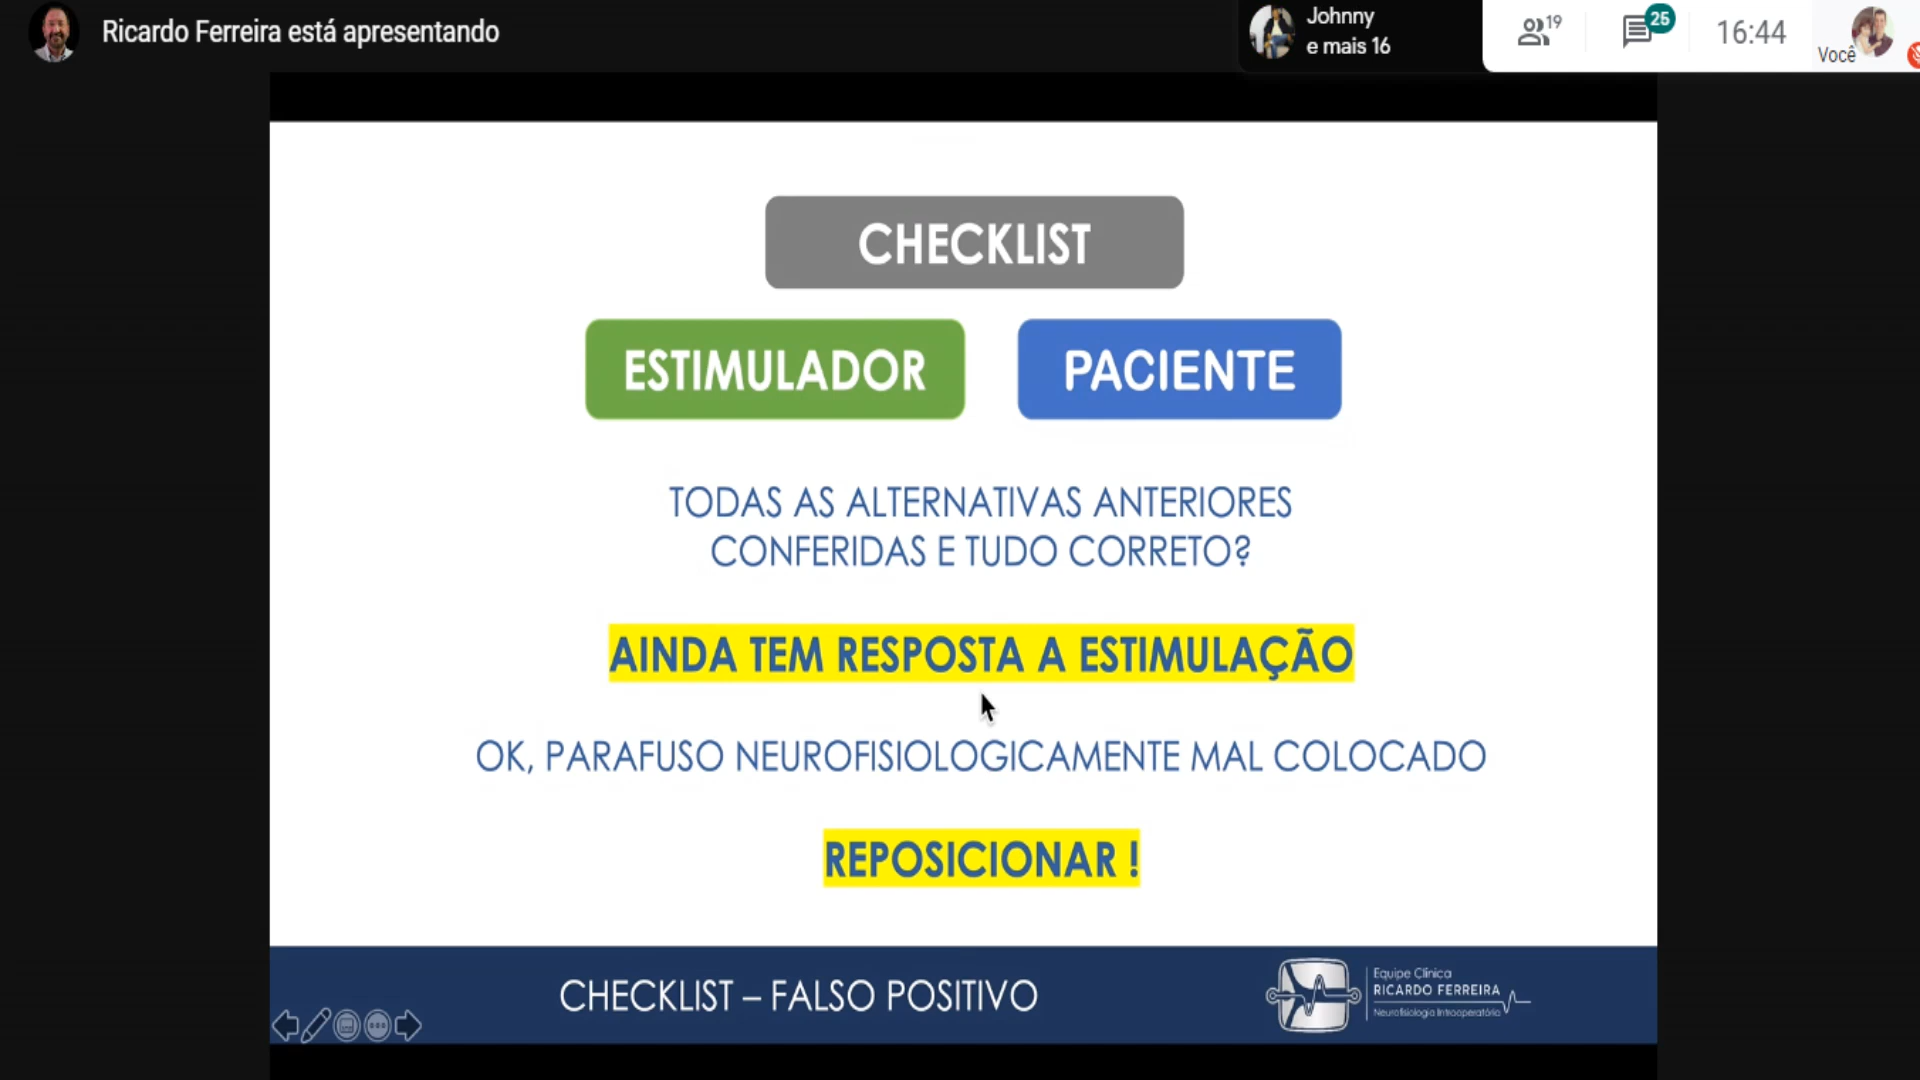 Ricardo Ferreira está apresentando
Johnny
e mais 16
19
25
16:44
Você
CHECKLIST
ESTIMULADOR
PACIENTE
TODAS AS ALTERNATIVAS ANTERIORES
CONFERIDAS E TUDO CORRETO?
AINDA TEM RESPOSTA A ESTIMULAÇÃO
OK, PARAFUSO NEUROFISIOLOGICAMENTE MAL COLOCADO
REPOSICIONAR !
CHECKLIST – FALSO POSITIVO
Equipe Clínica
RICARDO FERREIRA
Neurofisiologia Intraoperatória